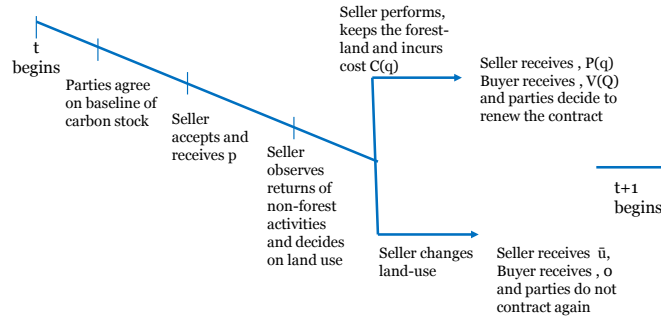 t
begins
Parties agree
on baseline of
carbon stock
Seller
accepts and
receives p
Seller
observes
returns of
non-forest
activities
and decides
on land use
Seller performs,
keeps the forest-
land and incurs
cost C(q)
Seller receives , P(q)
Buyer receives , V(Q)
and parties decide to
renew the contract
Seller changes
land-use
Seller receives ū,
Buyer receives , 0
and parties do not
contract again
t+1
begins